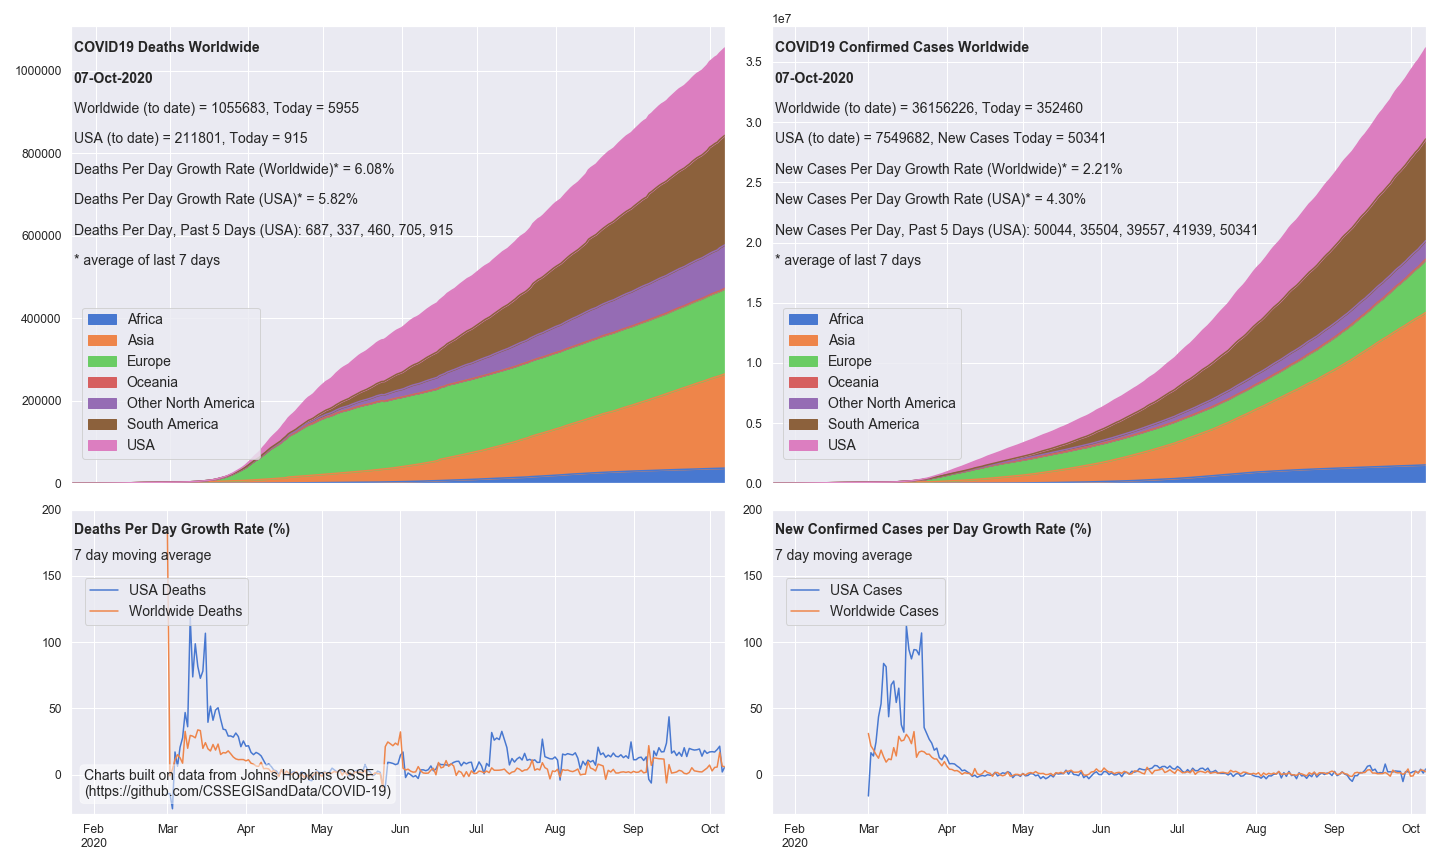 COVID19 Deaths Worldwide
07-Oct-2020
Worldwide (to date) = 1055683, Today = 5955
USA (to date) = 211801, Today = 915
Deaths Per Day Growth Rate (Worldwide)* = 6.08%
Deaths Per Day Growth Rate (USA)* = 5.82%
Deaths Per Day, Past 5 Days (USA): 687, 337, 460, 705, 915
* average of last 7 days
1000000
800000
600000
400000
200000
0
Africa
Asia
Europe
Oceania
Other North America
South America
USA
1e7
COVID19 Confirmed Cases Worldwide
07-Oct-2020
Worldwide (to date) = 36156226, Today = 352460
USA (to date) = 7549682, New Cases Today = 50341
New Cases Per Day Growth Rate (Worldwide)* = 2.21%
New Cases Per Day Growth Rate (USA)* = 4.30%
New Cases Per Day, Past 5 Days (USA): 50044, 35504, 39557, 41939, 50341
* average of last 7 days
3.5
3.0
2.5
2.0
1.5
1.0
0.5
0.0
Africa
Asia
Europe
Oceania
Other North America
South America
USA
Deaths Per Day Growth Rate (%)
7 day moving average
USA Deaths
Worldwide Deaths
200
150
100
50
0
Charts built on data from Johns Hopkins CSSE
(https://github.com/CSSEGISandData/COVID-19)
Feb Mar Apr May Jun Jul Aug Sep Oct
2020
New Confirmed Cases per Day Growth Rate (%)
7 day moving average
USA Cases
Worldwide Cases
200
150
100
50
0
Feb Mar Apr May Jun Jul Aug Sep Oct
2020